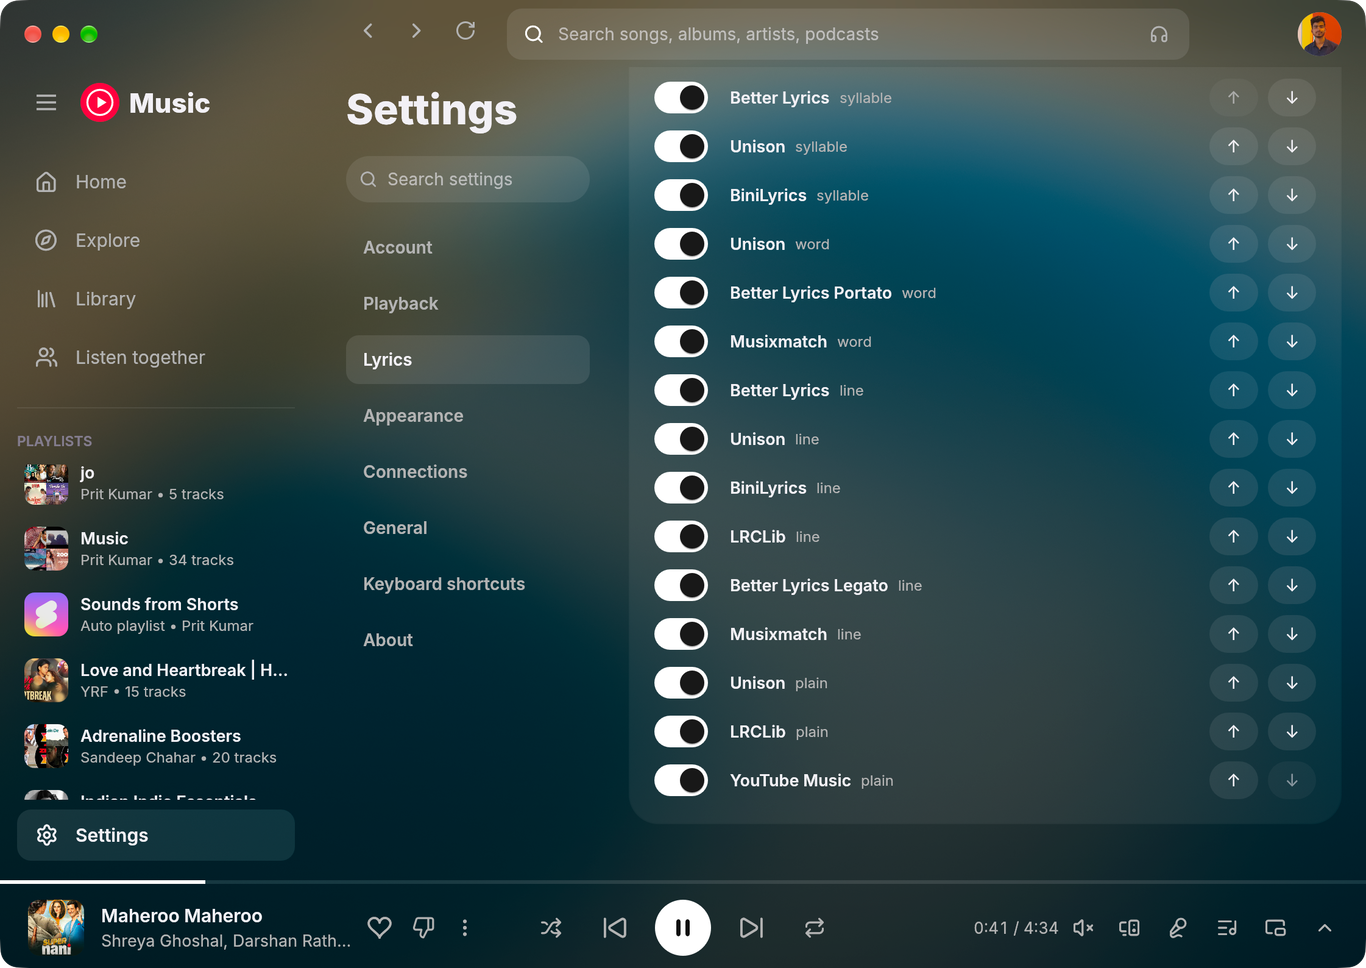 Search songs, albums, artists, podcasts
Music
Home
Explore
Library
Listen together
PLAYLISTS
jo
Prit Kumar • 5 tracks
Music
Prit Kumar • 34 tracks
Sounds from Shorts
Auto playlist • Prit Kumar
Love and Heartbreak | H...
YRF • 15 tracks
Adrenaline Boosters
Sandeep Chahar • 20 tracks
Indian Indie Essentials
Settings
Settings
Search settings
Account
Playback
Lyrics
Appearance
Connections
General
Keyboard shortcuts
About
Better Lyrics syllable
Unison syllable
BiniLyrics syllable
Unison word
Better Lyrics Portato word
Musixmatch word
Better Lyrics line
Unison line
BiniLyrics line
LRCLib line
Better Lyrics Legato line
Musixmatch line
Unison plain
LRCLib plain
YouTube Music plain
Maheroo Maheroo
Shreya Ghoshal, Darshan Rath...
0:41 / 4:34
SUPER
nani